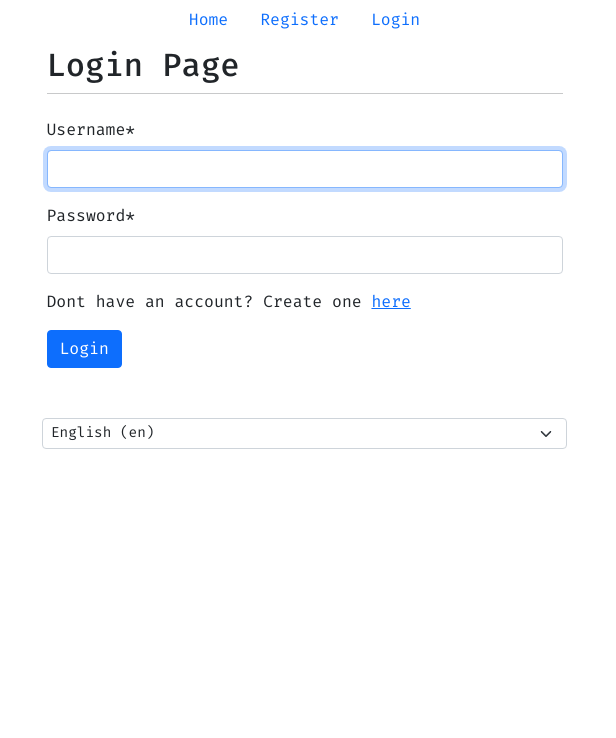 Home Register Login
Login Page
Username*
Password*
Dont have an account? Create one here
Login
English (en)